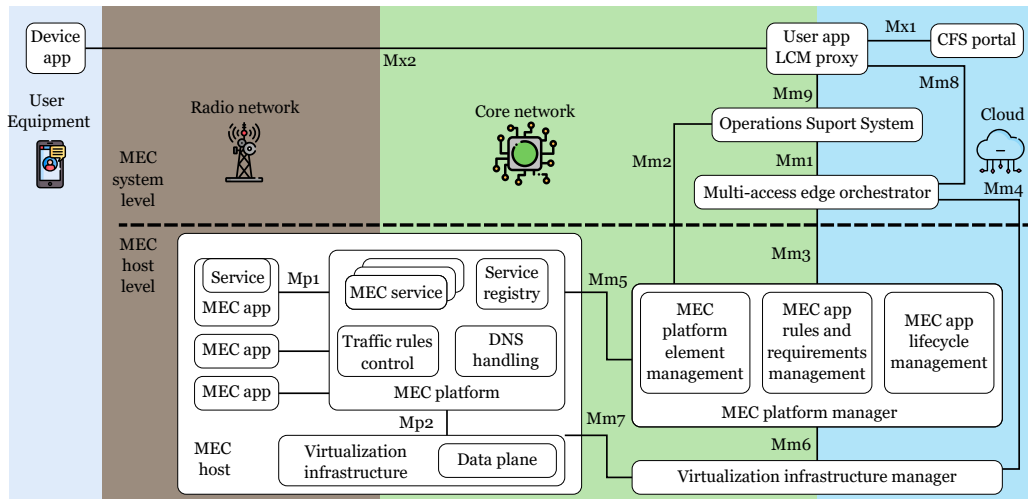 Device
app
Mx2
User app
LCM proxy
Mx1
CFS portal
Mm8
Mm9
User
Equipment
Radio network
Core network
Cloud
Operations Suport System
Mm2
Mm1
MEC
system
level
Multi-access edge orchestrator
Mm4
MEC
host
level
Mm3
Service
MEC app
Mp1
MEC service
Service
registry
Mm5
MEC app
Traffic rules
control
DNS
handling
MEC app
MEC platform
MEC
platform
element
management
MEC app
rules and
requirements
management
MEC app
lifecycle
management
MEC platform manager
Mp2
Mm7
Mm6
MEC
host
Virtualization
infrastructure
Data plane
Virtualization infrastructure manager